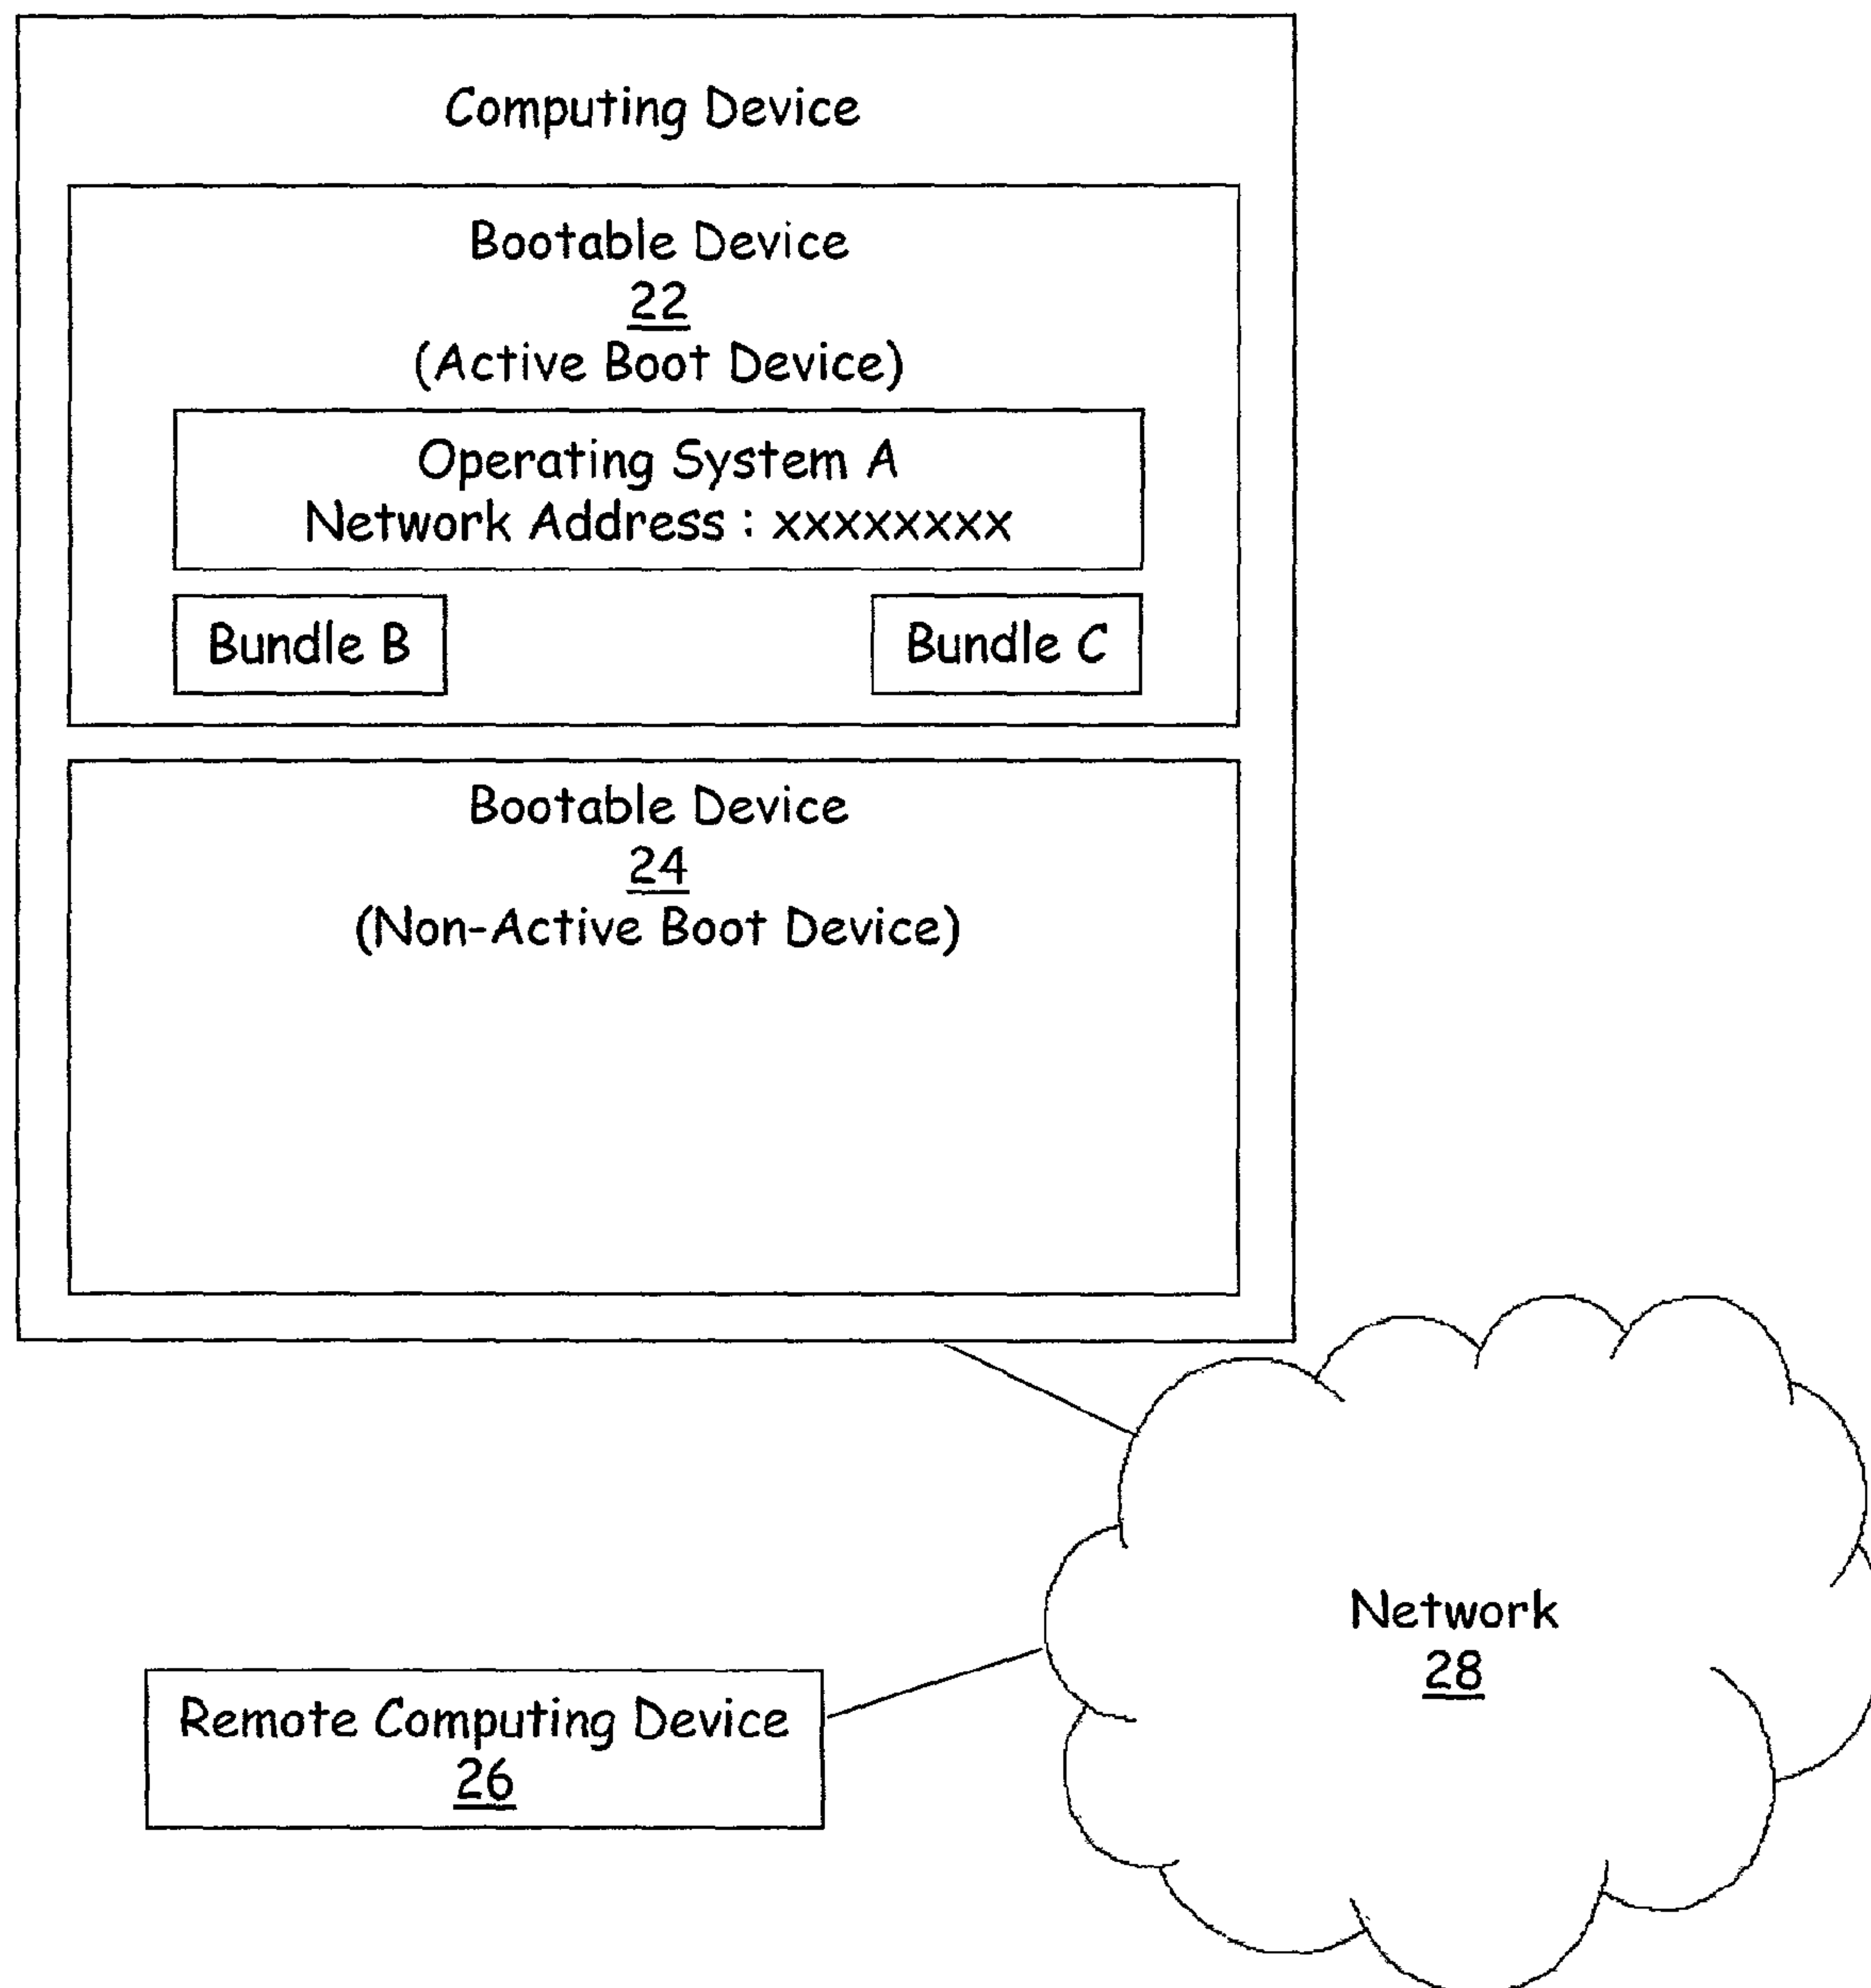 Computing Device
Bootable Device
22
(Active Boot Device)
Operating System A
Network Address : xxxxxxxx
Bundle B
Bundle C
Bootable Device
24
(Non-Active Boot Device)
Network
28
Remote Computing Device
26